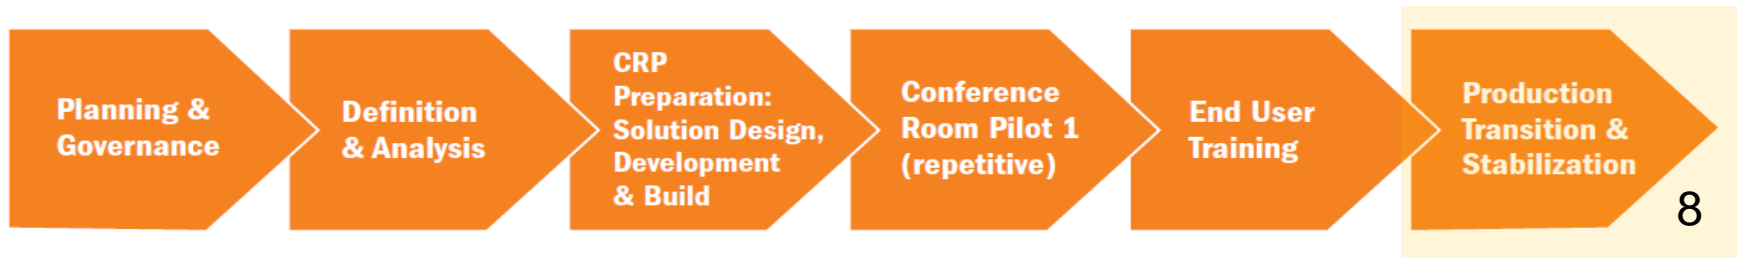 Planning &
Governance
Definition
& Analysis
CRP
Preparation:
Solution Design,
Development
& Build
Conference
Room Pilot 1
(repetitive)
End User
Training
Production
Transition &
Stabilization
8